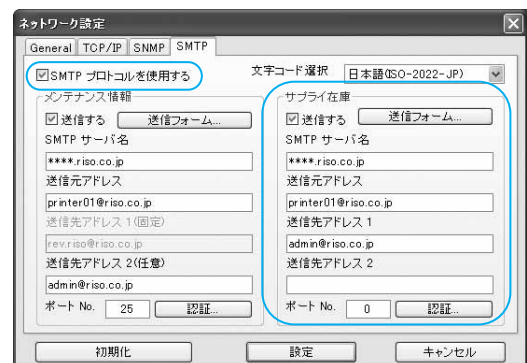 ネットワーク設定
General TCP/IP SNMP SMTP
SMTP プロトコルを使用する
文字コード選択 日本語(ISO-2022-JP)
メンテナンス情報
送信する 送信フォーム...
SMTP サーバ名
****.riso.co.jp
送信元アドレス
printer01@riso.co.jp
送信先アドレス 1(固定)
rev.riso@riso.co.jp
送信先アドレス 2(任意)
admin@riso.co.jp
ポート No. 25 認証...
サプライ在庫
送信する 送信フォーム...
SMTP サーバ名
****.riso.co.jp
送信元アドレス
printer01@riso.co.jp
送信先アドレス 1
admin@riso.co.jp
送信先アドレス 2
ポート No. 0 認証...
初期化 設定 キャンセル